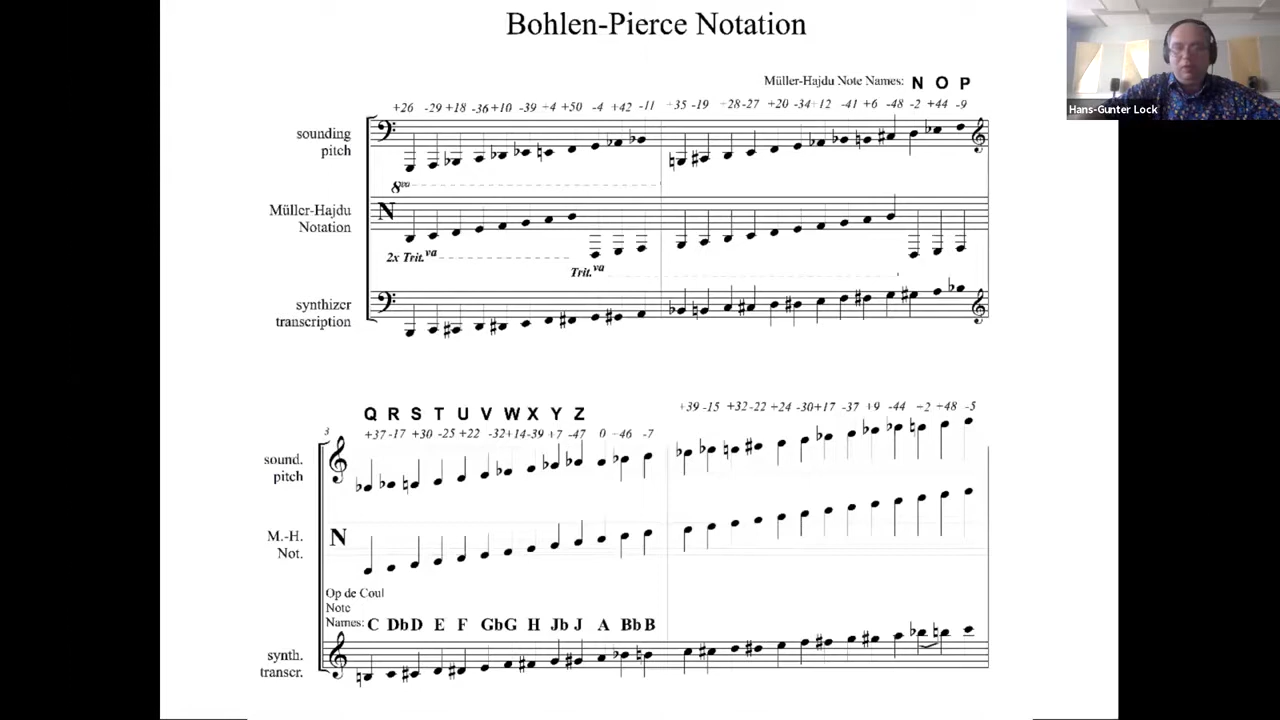 Bohlen-Pierce Notation
Hans-Gunter Lock
Müller-Hajdu Note Names: N O P
+26 -29 +18 -36 +10 -39 +4 +50 -4 +42 -11 +35 -19 +28 -27 +20 -34 +12 -41 +6 -48 -2 +44 -9
sounding
pitch
8vo
Müller-Hajdu
Notation
N
2x Trit.va
Trit.va
synthizer
transcription
Q R S T U V W X Y Z
+39 -15 +32 -22 +24 -30 +17 -37 +9 -44 +2 +48 -5
3
+37 -17 +30 -25 +22 -32 +14 -39 +7 -47 0 +46 -7
sound.
pitch
M.-H.
Not.
N
Op de Coul
Note
Names: C Db D E F Gb G H Jb J A Bb B
synth.
transcr.